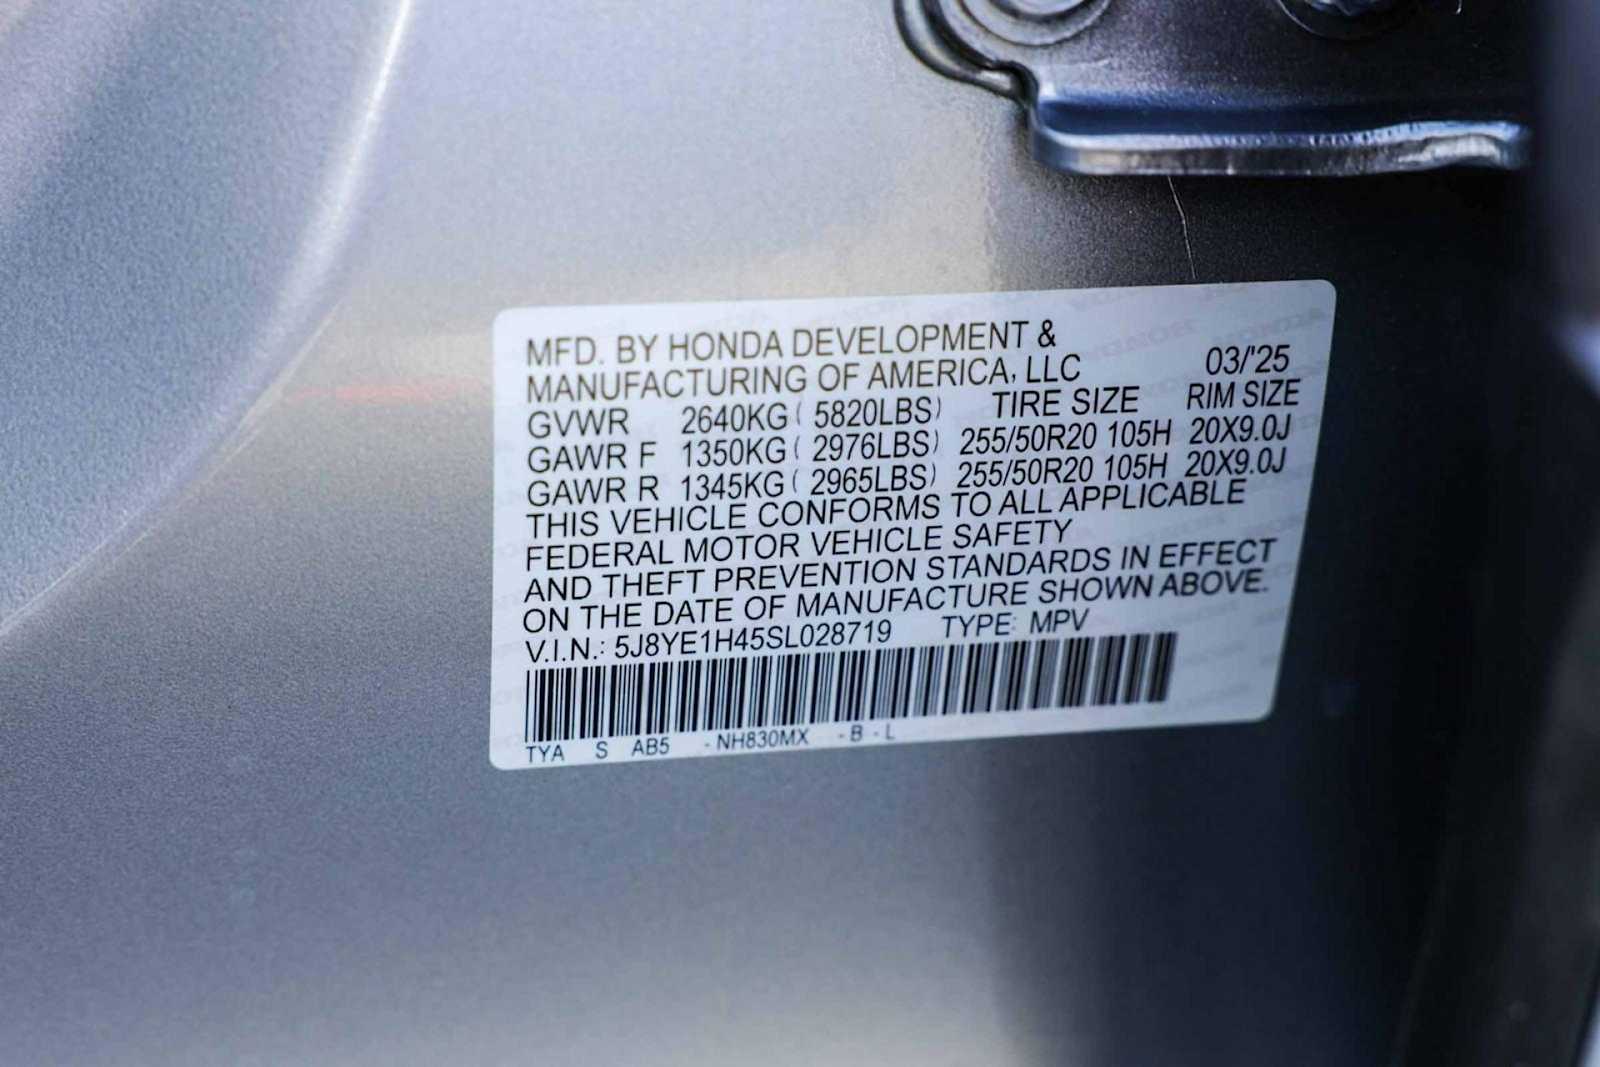 MFD. BY HONDA DEVELOPMENT &
MANUFACTURING OF AMERICA, LLC 03/'25
GVWR 2640KG ( 5820LBS) TIRE SIZE RIM SIZE
GAWR F 1350KG ( 2976LBS) 255/50R20 105H 20X9.0J
GAWR R 1345KG ( 2965LBS) 255/50R20 105H 20X9.0J
THIS VEHICLE CONFORMS TO ALL APPLICABLE
FEDERAL MOTOR VEHICLE SAFETY
AND THEFT PREVENTION STANDARDS IN EFFECT
ON THE DATE OF MANUFACTURE SHOWN ABOVE.
V.I.N.: 5J8YE1H45SL028719 TYPE: MPV
TYA S AB5 - NH830MX - B - L